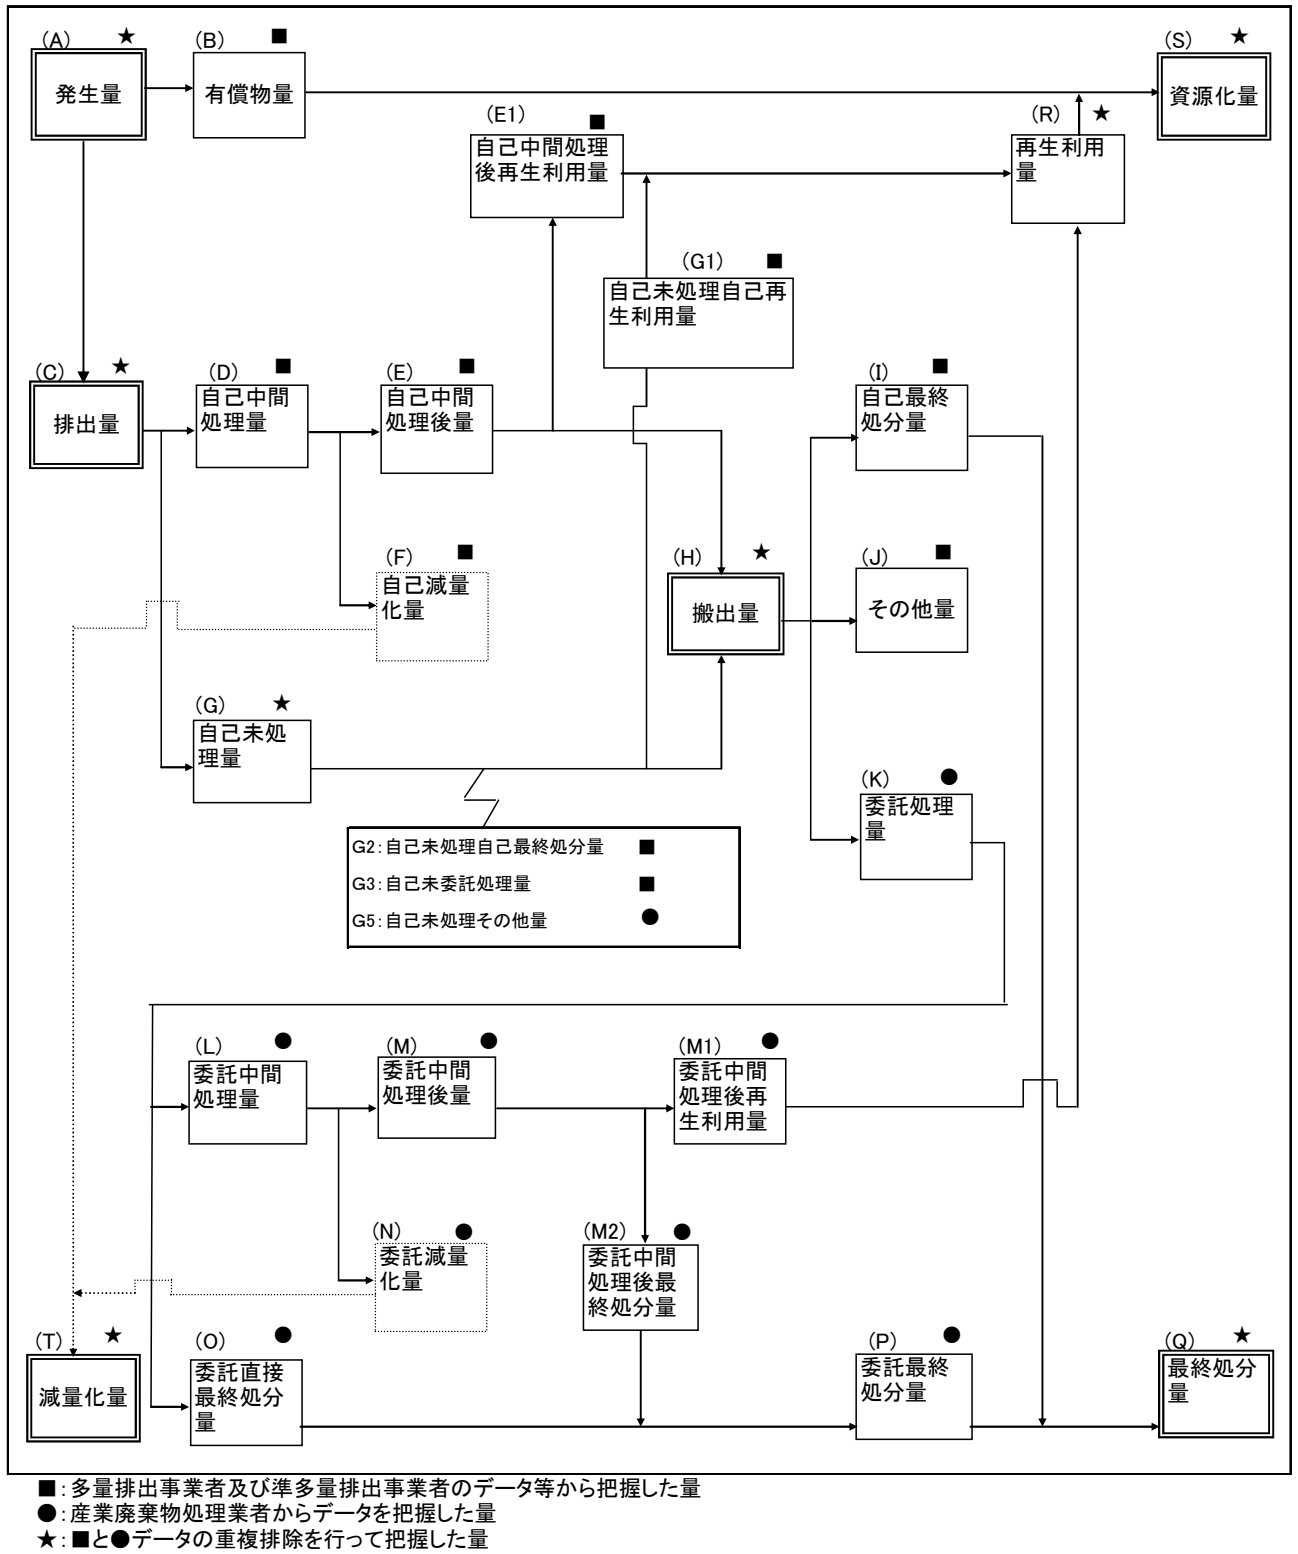 (A) ★
発生量
(B) ■
有償物量
(S) ★
資源化量
(E1) ■
自己中間処理
後再生利用量
(R) ★
再生利用
量
(G1) ■
自己未処理自己再
生利用量
(C) ★
排出量
(D) ■
自己中間
処理量
(E) ■
自己中間
処理後量
(I) ■
自己最終
処分量
(F) ■
自己減量
化量
(H) ★
搬出量
(J) ■
その他量
(G) ★
自己未処
理量
(K) ●
委託処理
量
G2:自己未処理自己最終処分量 ■
G3:自己未委託処理量 ■
G5:自己未処理その他量 ●
(L) ●
委託中間
処理量
(M) ●
委託中間
処理後量
(M1) ●
委託中間
処理後再
生利用量
(N) ●
委託減量
化量
(M2) ●
委託中間
処理後最
終処分量
(T) ★
減量化量
(O) ●
委託直接
最終処分
量
(P) ●
委託最終
処分量
(Q) ★
最終処分
量
■:多量排出事業者及び準多量排出事業者のデータ等から把握した量
●:産業廃棄物処理業者からデータを把握した量
★:■と●データの重複排除を行って把握した量